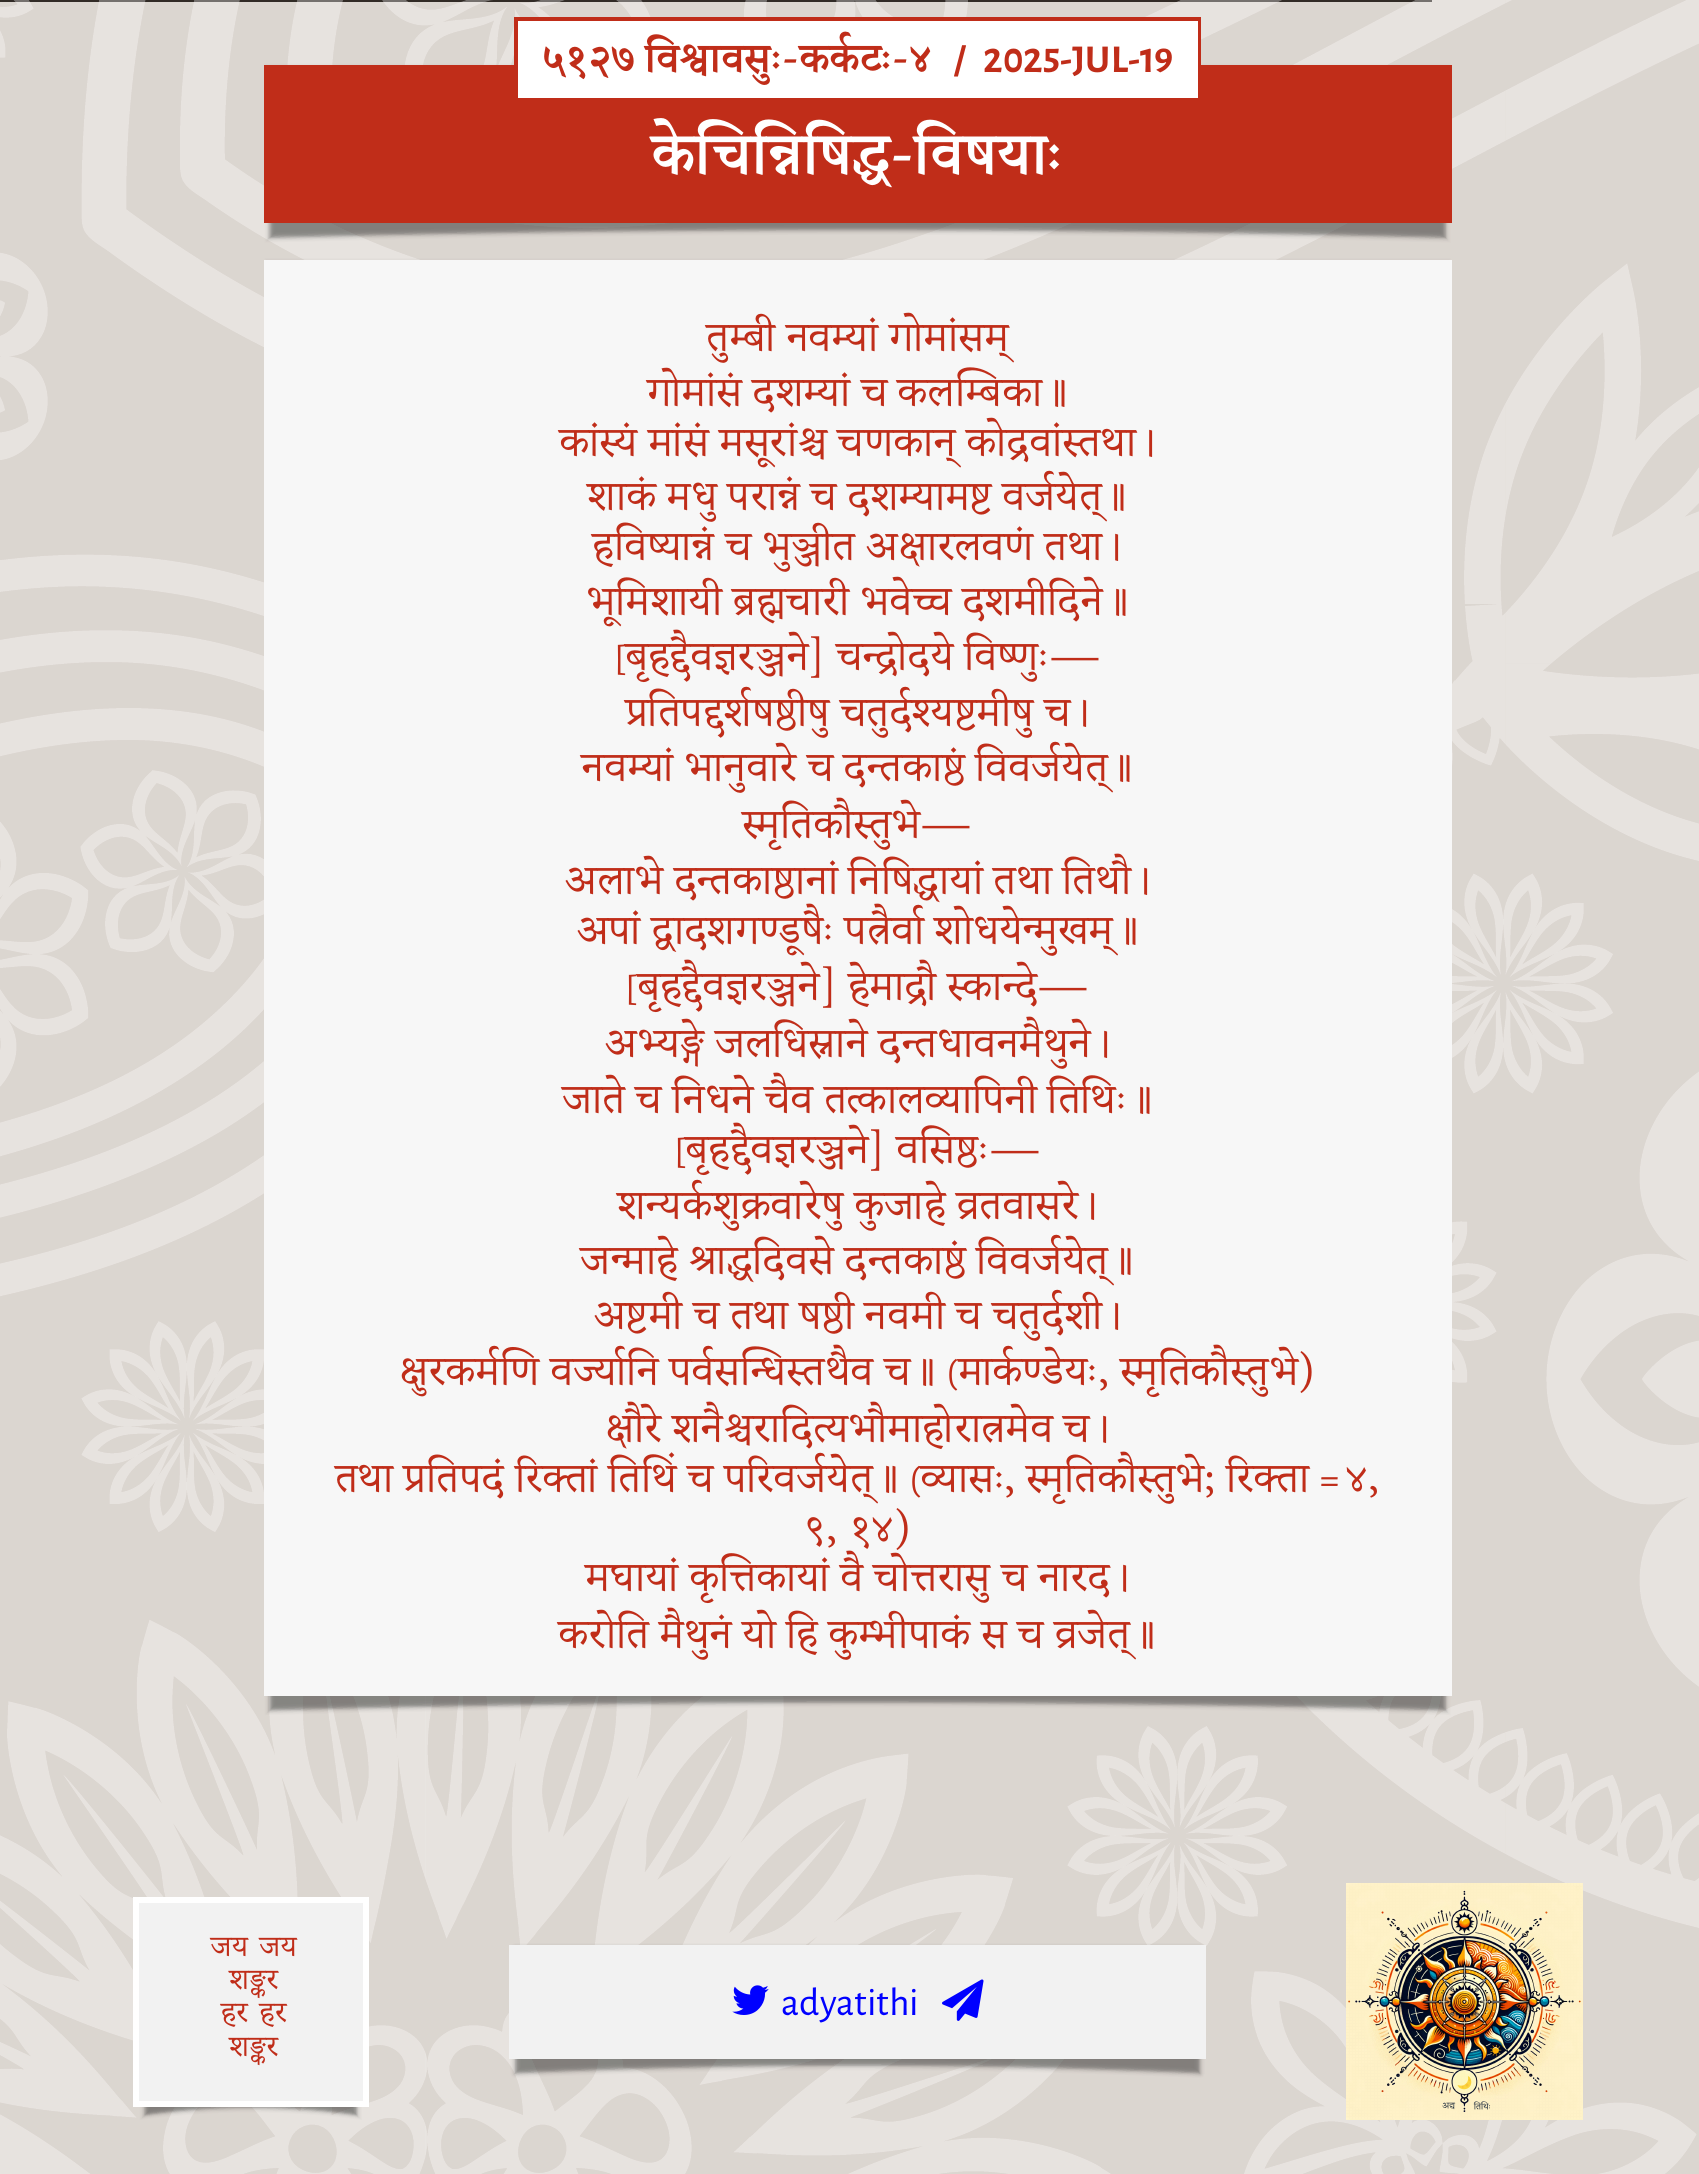 ५१२७ विश्वावसुः-कर्कटः-४ / 2025-JUL-19
केचिन्निषिद्ध-विषयाः
तुम्बी नवम्यां गोमांसम्
गोमांसं दशम्यां च कलम्बिका॥
कांस्यं मांसं मसूरांश्च चणकान् कोद्रवांस्तथा।
शाकं मधु परान्नं च दशम्यामष्ट वर्जयेत्॥
हविष्यान्नं च भुञ्जीत अक्षारलवणं तथा।
भूमिशायी ब्रह्मचारी भवेच्च दशमीदिने॥
[बृहद्दैवज्ञरञ्जने] चन्द्रोदये विष्णुः—
प्रतिपद्दर्शषष्ठीषु चतुर्दश्यष्टमीषु च।
नवम्यां भानुवारे च दन्तकाष्ठं विवर्जयेत्॥
स्मृतिकौस्तुभे—
अलाभे दन्तकाष्ठानां निषिद्धायां तथा तिथौ।
अपां द्वादशगण्डूषैः पत्रैर्वा शोधयेन्मुखम्॥
[बृहद्दैवज्ञरञ्जने] हेमाद्रौ स्कान्दे—
अभ्यङ्गे जलधिस्नाने दन्तधावनमैथुने।
जाते च निधने चैव तत्कालव्यापिनी तिथिः॥
[बृहद्दैवज्ञरञ्जने] वसिष्ठः—
शन्यर्कशुक्रवारेषु कुजाहे व्रतवासरे।
जन्माहे श्राद्धदिवसे दन्तकाष्ठं विवर्जयेत्॥
अष्टमी च तथा षष्ठी नवमी च चतुर्दशी।
क्षुरकर्मणि वर्ज्यानि पर्वसन्धिस्तथैव च॥ (मार्कण्डेयः, स्मृतिकौस्तुभे)
क्षौरे शनैश्चरादित्यभौमाहोरात्रमेव च।
तथा प्रतिपदं रिक्तां तिथिं च परिवर्जयेत्॥ (व्यासः, स्मृतिकौस्तुभे; रिक्ता = ४,
९, १४)
मघायां कृत्तिकायां वै चोत्तरासु च नारद।
करोति मैथुनं यो हि कुम्भीपाकं स च व्रजेत्॥
जय जय
शङ्कर
हर हर
शङ्कर
adyatithi
अद्य तिथिः